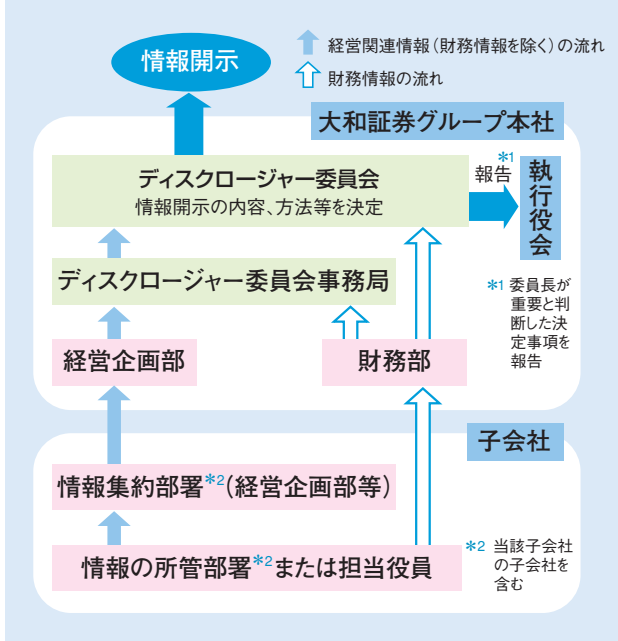 情報開示
経営関連情報(財務情報を除く)の流れ
財務情報の流れ
大和証券グループ本社
ディスクロージャー委員会
情報開示の内容、方法等を決定
報告*1
執行役会
ディスクロージャー委員会事務局
*1 委員長が
重要と判
断した決
定事項を
報告
経営企画部
財務部
子会社
情報集約部署*2(経営企画部等)
情報の所管部署*2または担当役員
*2 当該子会社
の子会社を
含む